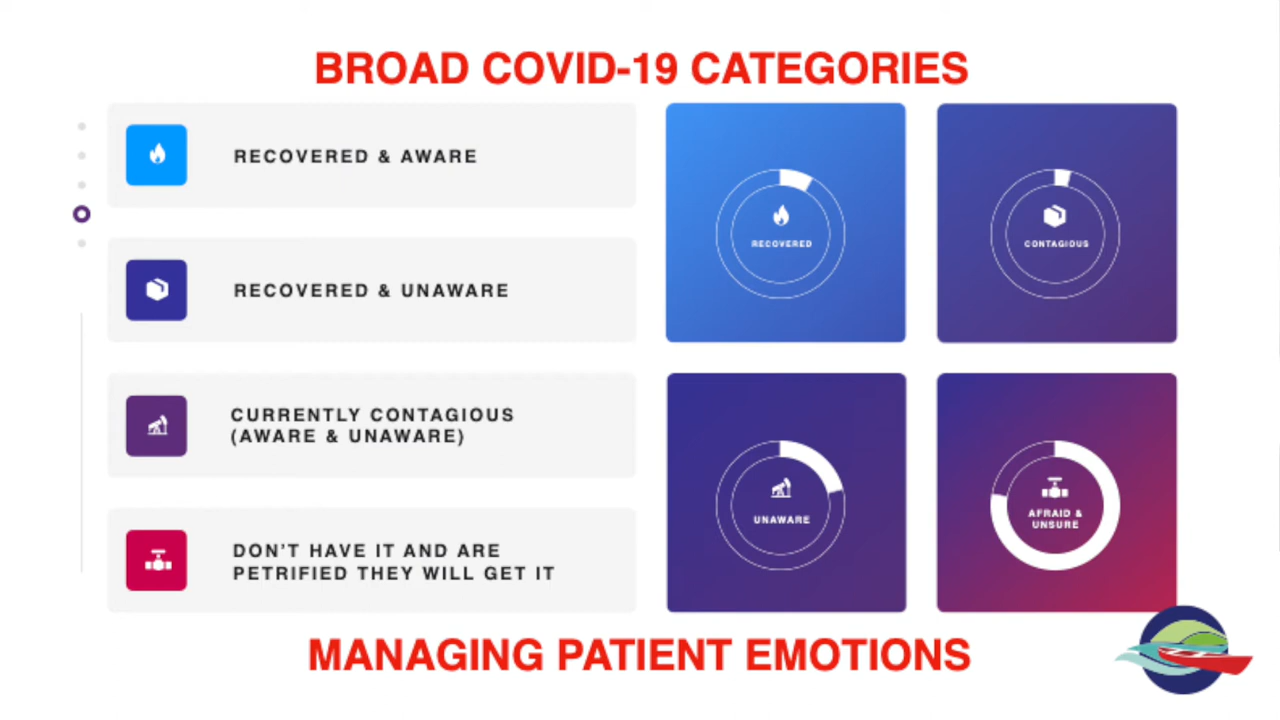 BROAD COVID-19 CATEGORIES
RECOVERED & AWARE
RECOVERED & UNAWARE
CURRENTLY CONTAGIOUS
(AWARE & UNAWARE)
DON'T HAVE IT AND ARE
PETRIFIED THEY WILL GET IT
RECOVERED
CONTAGIOUS
UNAWARE
AFRAID &
UNSURE
MANAGING PATIENT EMOTIONS